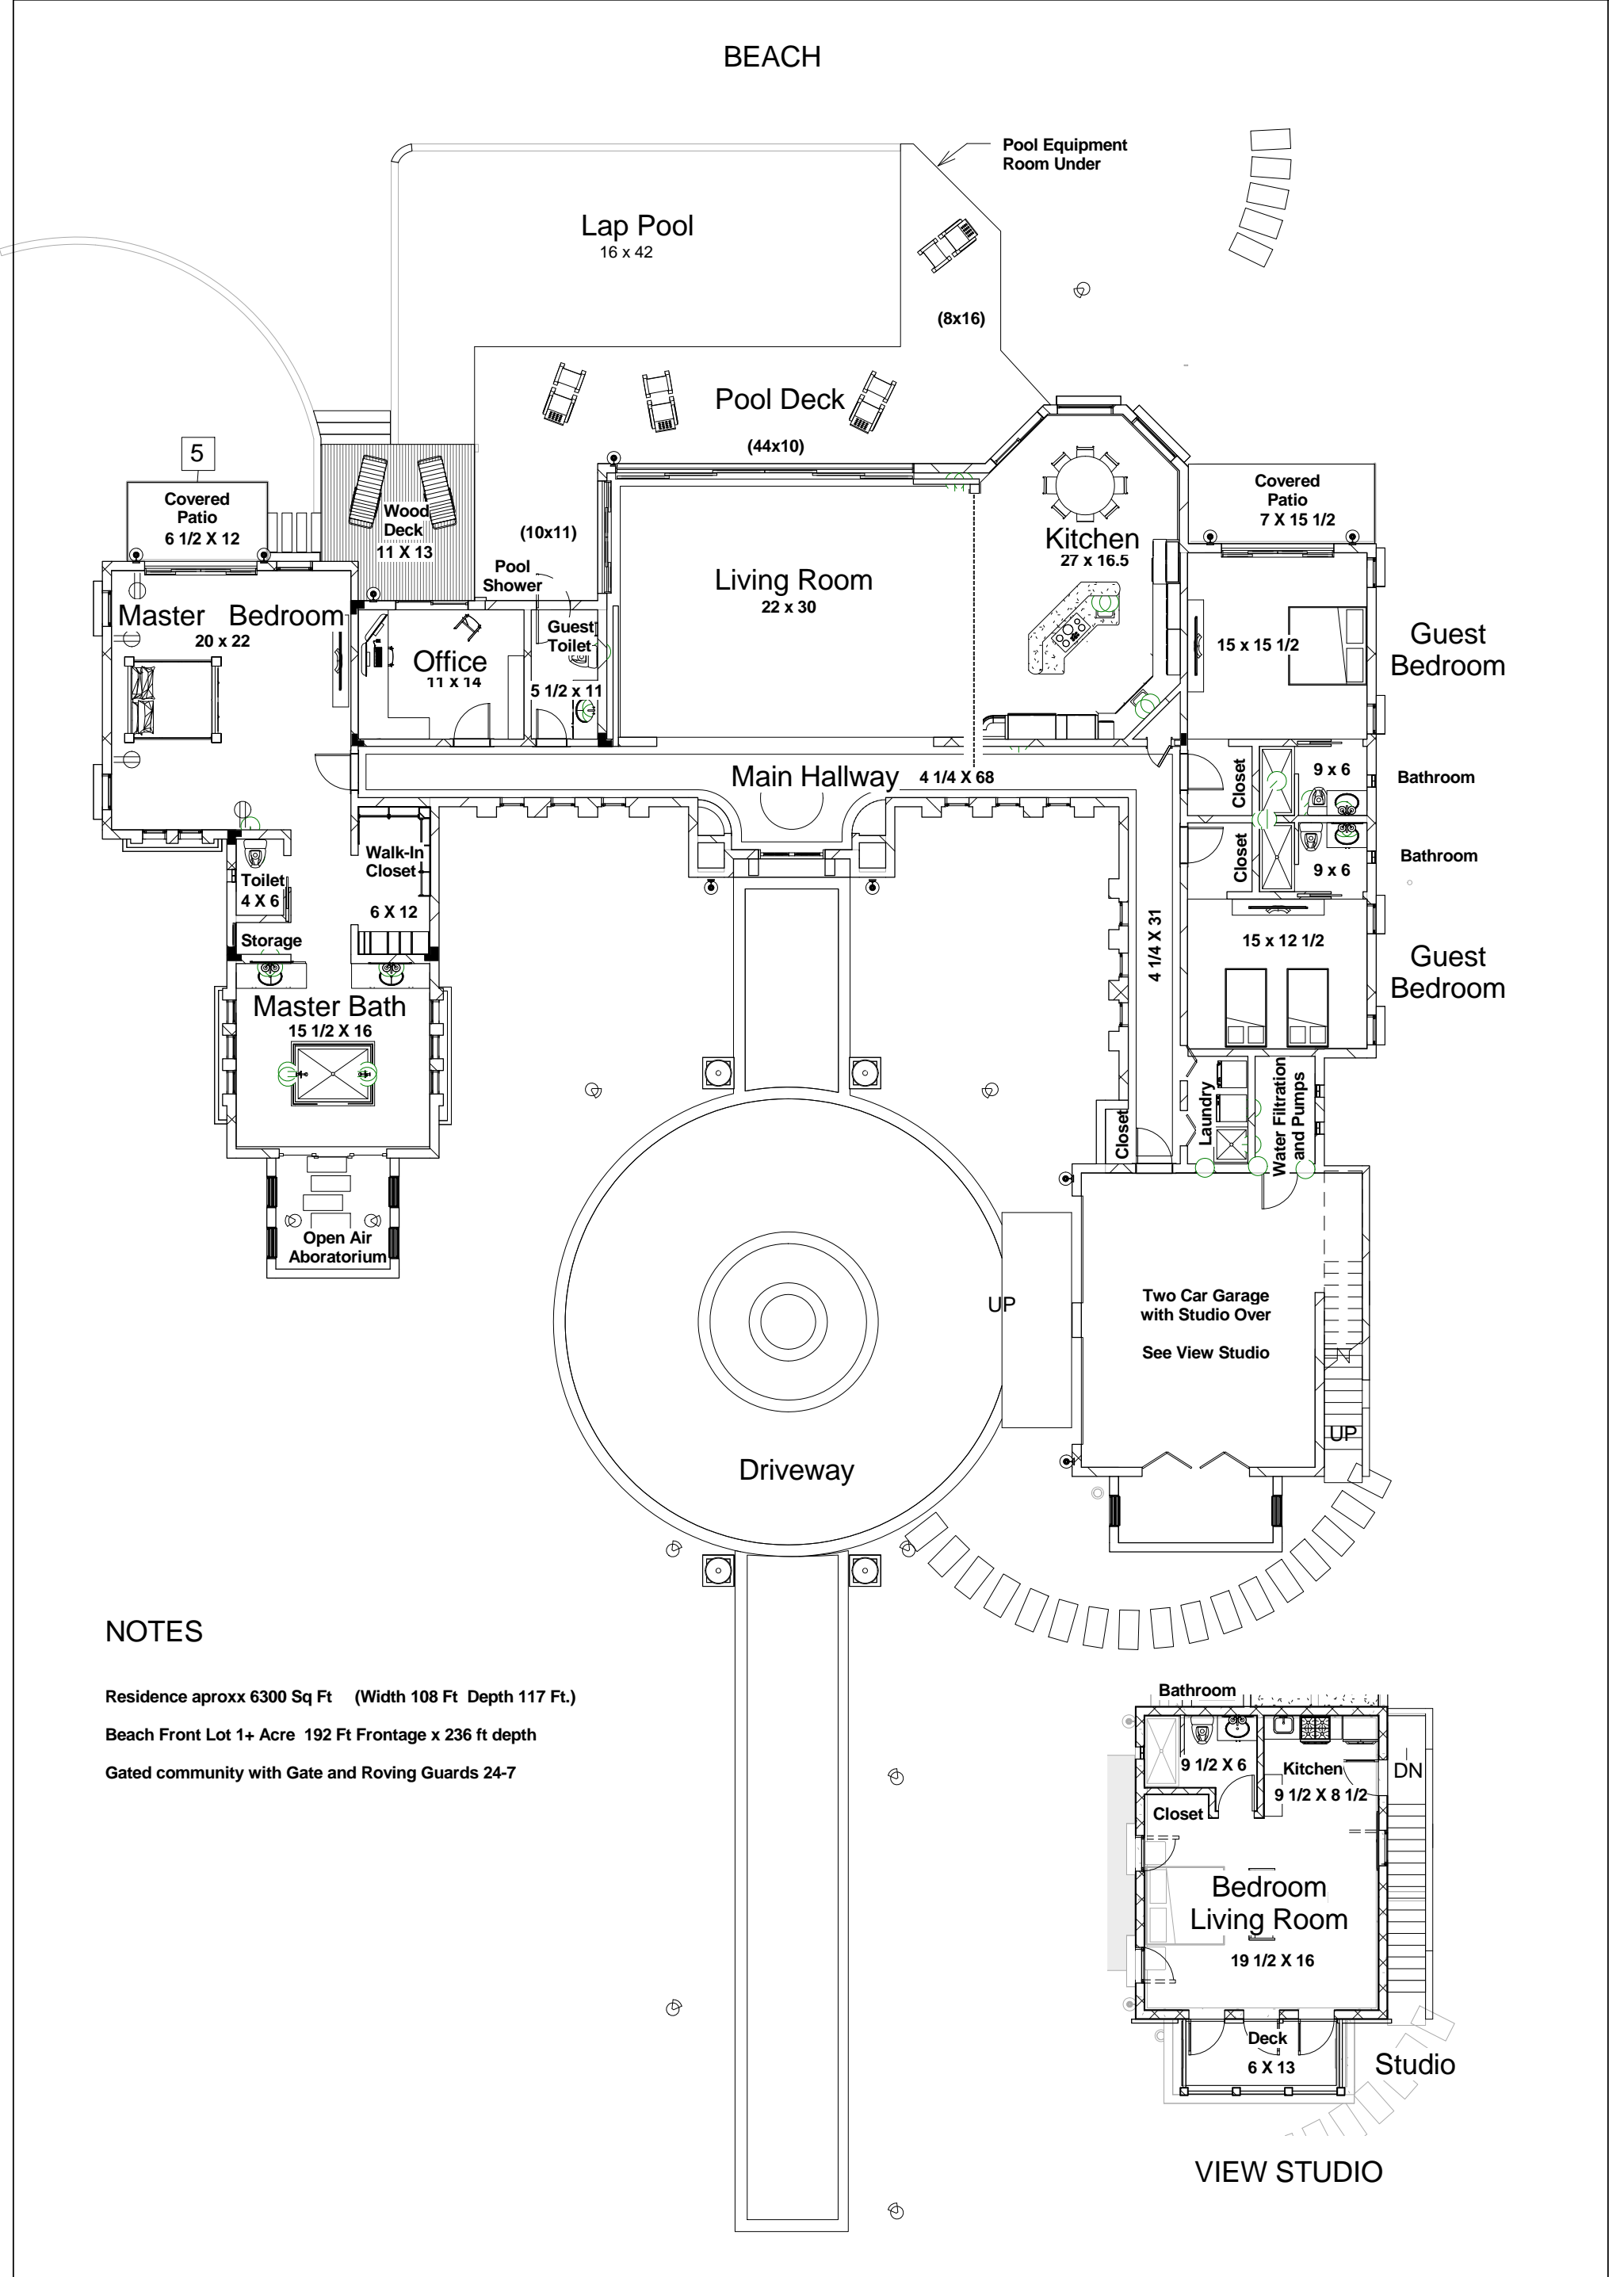 BEACH
Pool Equipment
Room Under
Lap Pool
16 x 42
(8x16)
Pool Deck
(44x10)
5
Covered
Patio
6 1/2 X 12
Wood
Deck
11 X 13
(10x11)
Pool
Shower
Covered
Patio
7 X 15 1/2
Kitchen
27 x 16.5
Living Room
22 x 30
Master Bedroom
20 x 22
Office
11 x 14
Guest
Toilet
5 1/2 x 11
15 x 15 1/2
Guest
Bedroom
Main Hallway 4 1/4 X 68
Closet
9 x 6
Bathroom
Closet
9 x 6
Bathroom
Walk-In
Closet
6 X 12
Toilet
4 X 6
Storage
4 1/4 X 31
15 x 12 1/2
Guest
Bedroom
Master Bath
15 1/2 X 16
Closet
Laundry
Water Filtration
and Pumps
Open Air
Aboratorium
UP
Two Car Garage
with Studio Over
See View Studio
UP
Driveway
NOTES
Residence aproxx 6300 Sq Ft (Width 108 Ft Depth 117 Ft.)
Beach Front Lot 1+ Acre 192 Ft Frontage x 236 ft depth
Gated community with Gate and Roving Guards 24-7
Bathroom
9 1/2 X 6
Kitchen
9 1/2 X 8 1/2
DN
Closet
Bedroom
Living Room
19 1/2 X 16
Deck
6 X 13
Studio
VIEW STUDIO